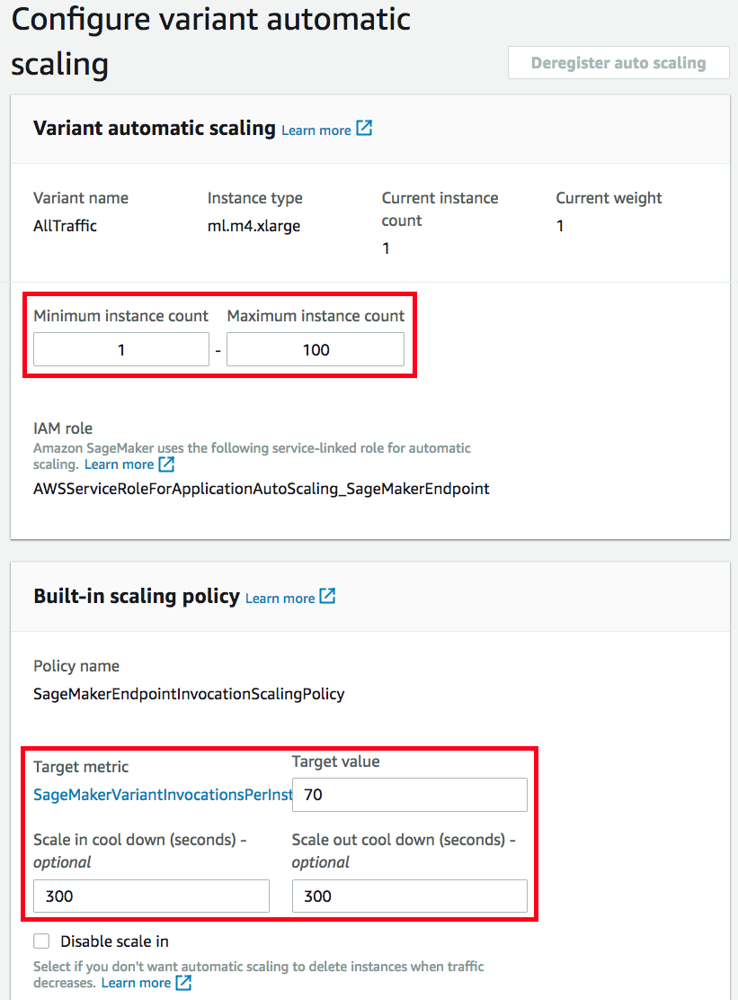 Configure variant automatic
scaling
Deregister auto scaling
Variant automatic scaling Learn more
Variant name
Instance type
Current instance
count
Current weight
AllTraffic
ml.m4.xlarge
1
1
Minimum instance count
Maximum instance count
1 - 100
IAM role
Amazon SageMaker uses the following service-linked role for automatic
scaling. Learn more
AWSServiceRoleForApplicationAutoScaling_SageMakerEndpoint
Built-in scaling policy Learn more
Policy name
SageMakerEndpointInvocationScalingPolicy
Target metric
Target value
SageMakerVariantInvocationsPerInst
70
Scale in cool down (seconds) -
optional
Scale out cool down (seconds) -
optional
300
300
Disable scale in
Select if you don't want automatic scaling to delete instances when traffic
decreases. Learn more